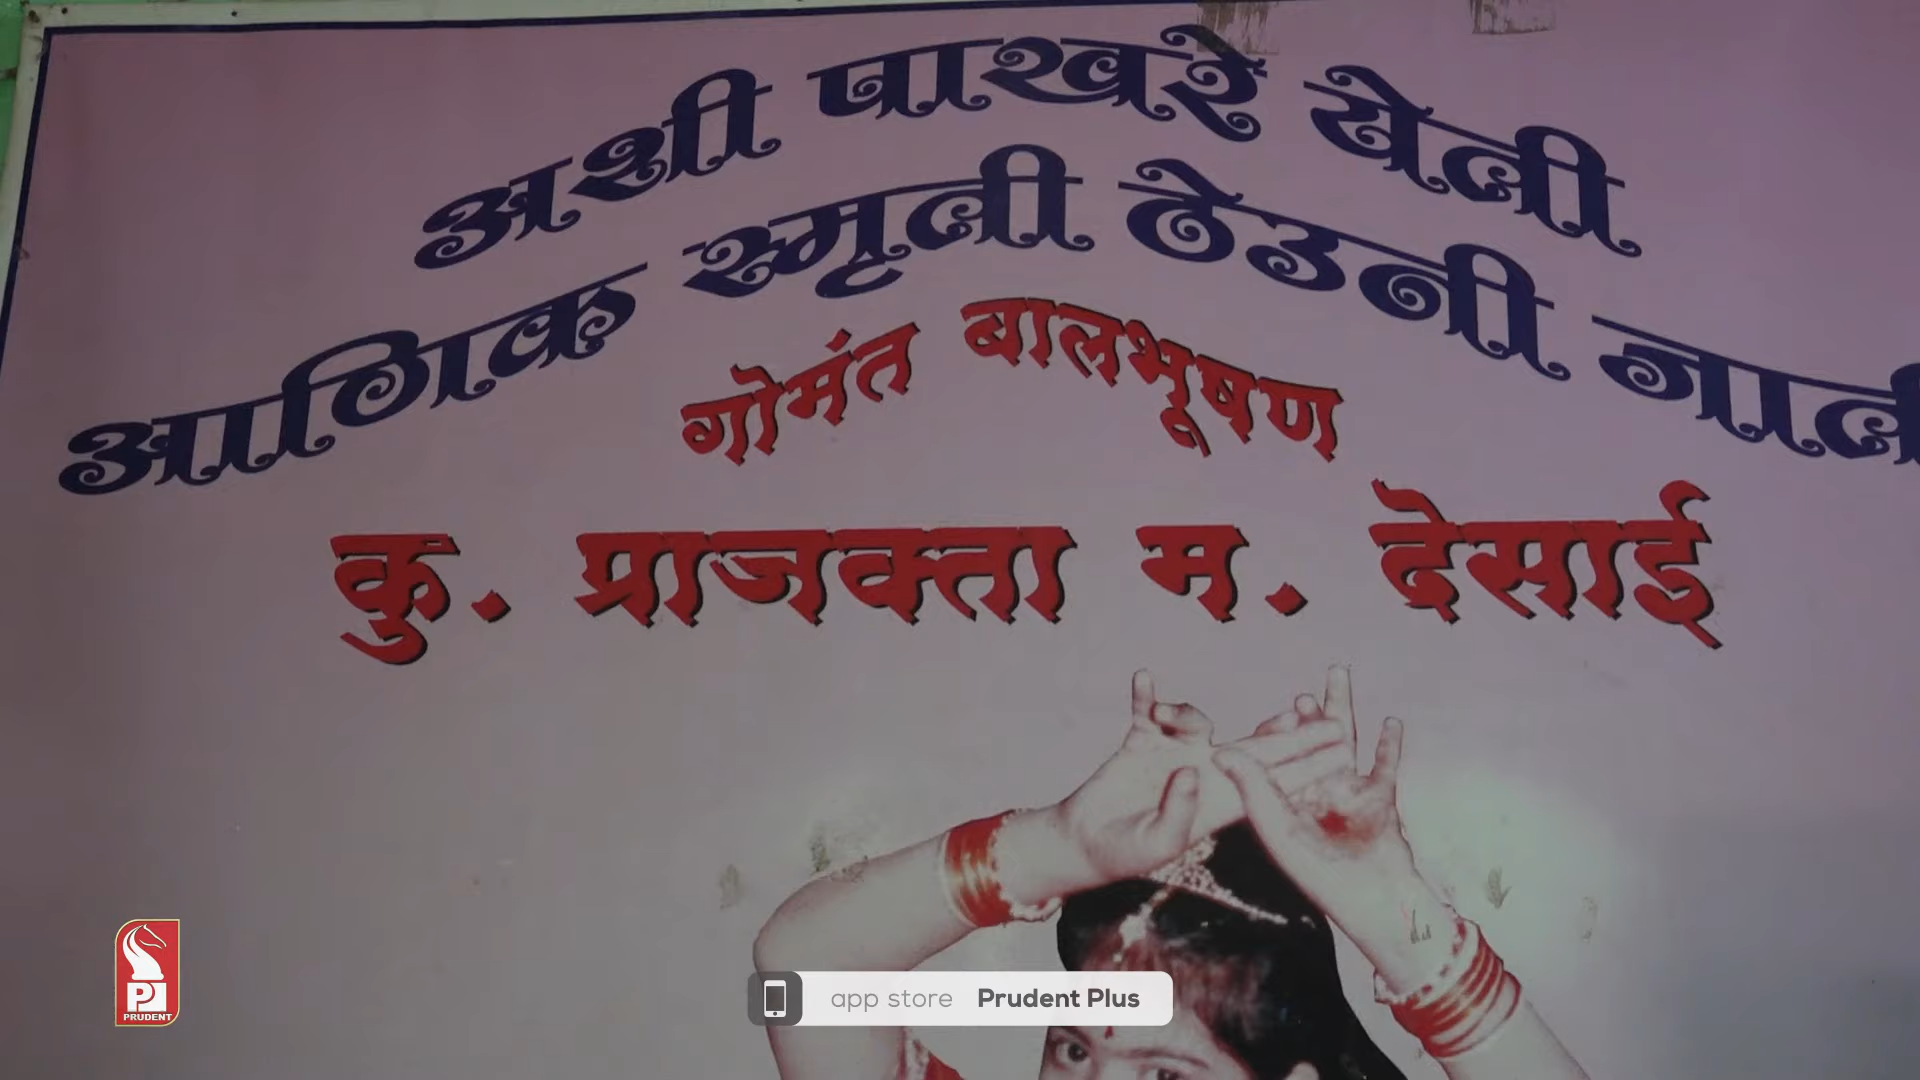 अशी पाखरें येती
आणिक स्मृती ठेउनी जाती
गोमंत बालभूषण
कु. प्राजक्ता म. देसाई
app store Prudent Plus
PRUDENT